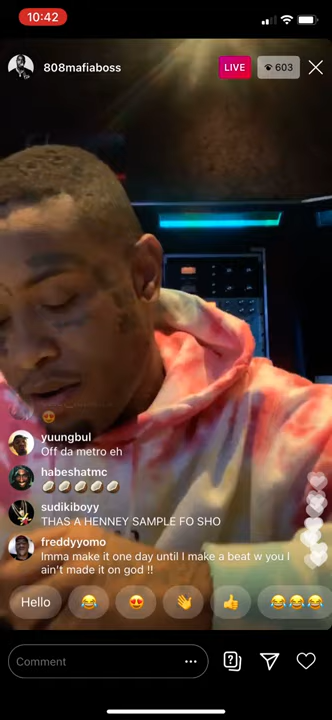 10:42
808mafiaboss
LIVE
603
yuungbul
Off da metro eh
habeshatmc
🥥🥥🥥🥥🥥
sudikiboyy
THAS A HENNEY SAMPLE FO SHO
freddyyomo
Imma make it one day until I make a beat w you I
ain't made it on god !!
Hello
Comment